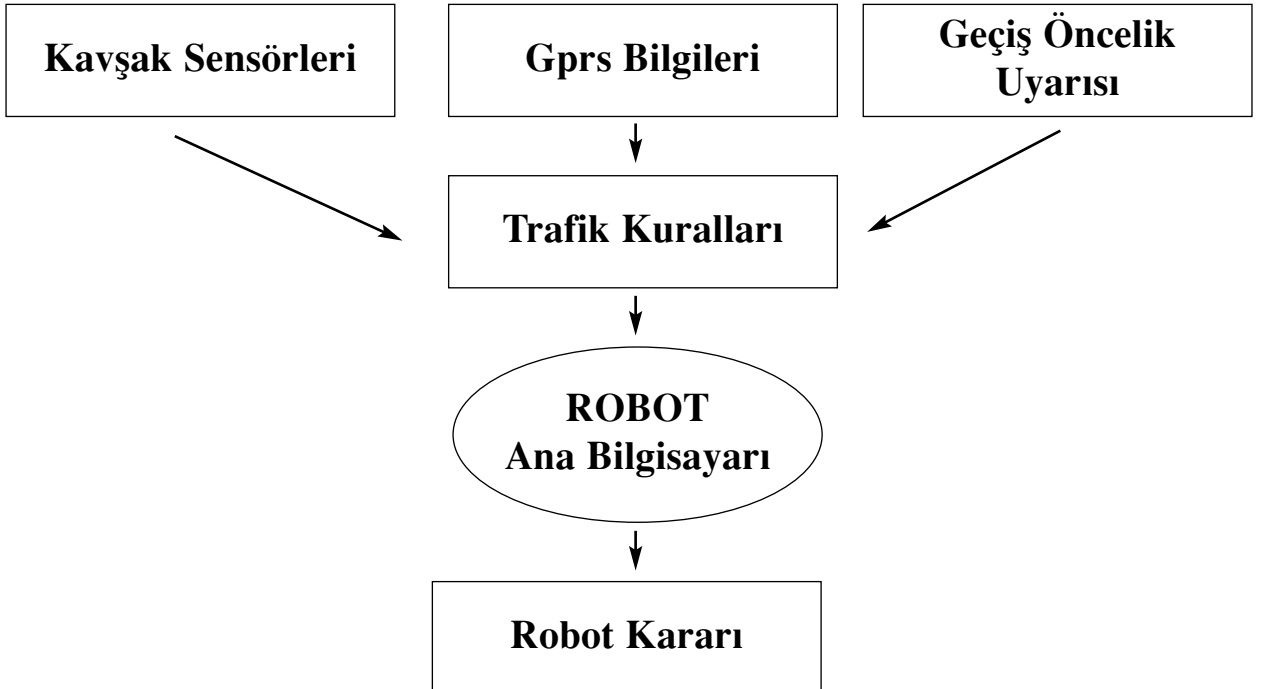 Kavşak Sensörleri
Gprs Bilgileri
Geçiş Öncelik
Uyarısı
Trafik Kuralları
ROBOT
Ana Bilgisayarı
Robot Kararı